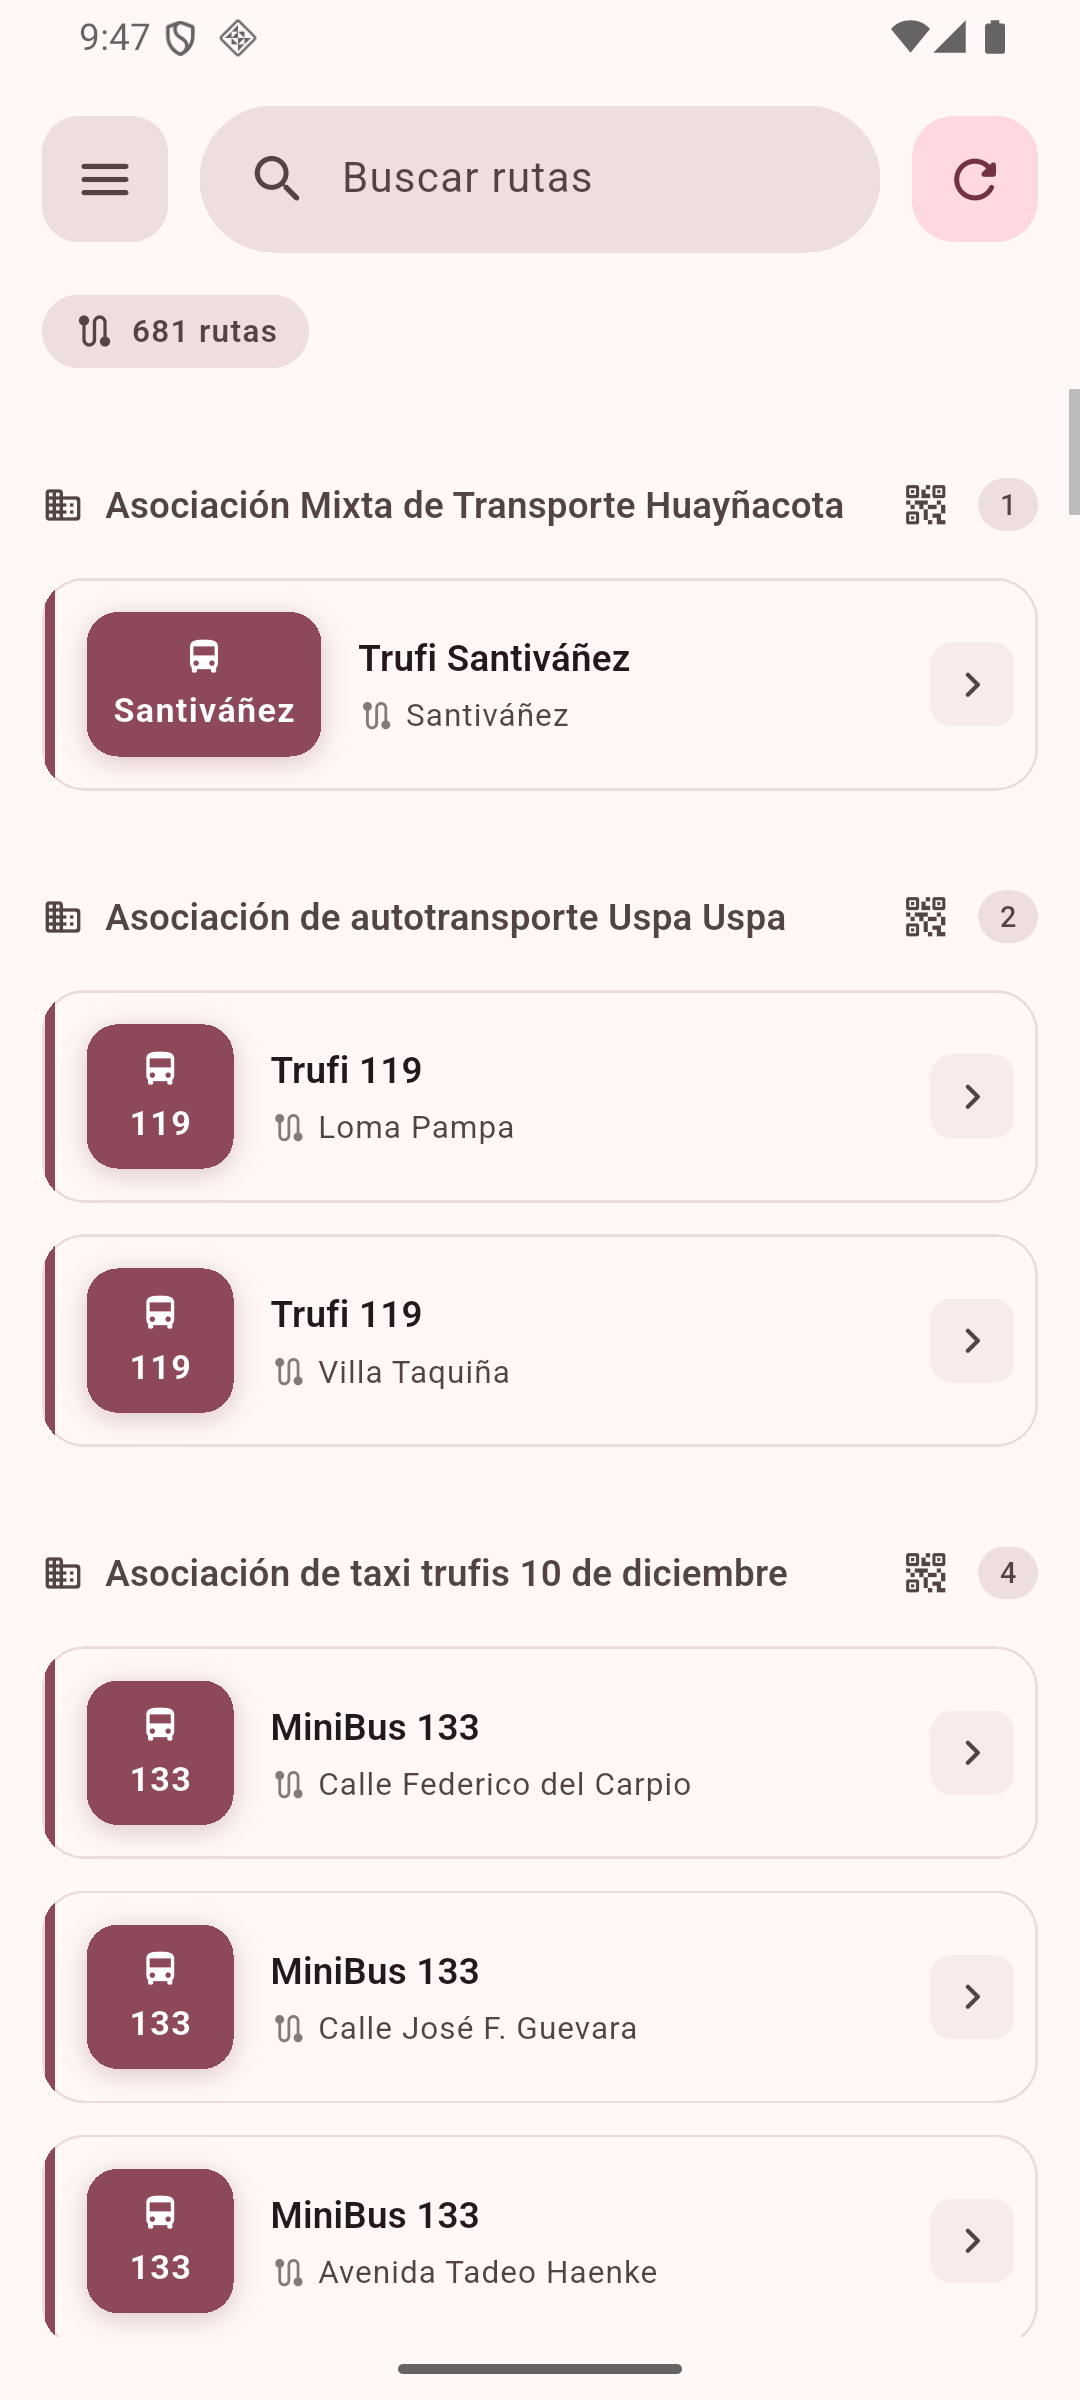 9:47
Buscar rutas
681 rutas
Asociación Mixta de Transporte Huayñacota
1
Santiváñez
Trufi Santiváñez
Santiváñez
Asociación de autotransporte Uspa Uspa
2
119
Trufi 119
Loma Pampa
119
Trufi 119
Villa Taquiña
Asociación de taxi trufis 10 de diciembre
4
133
MiniBus 133
Calle Federico del Carpio
133
MiniBus 133
Calle José F. Guevara
133
MiniBus 133
Avenida Tadeo Haenke